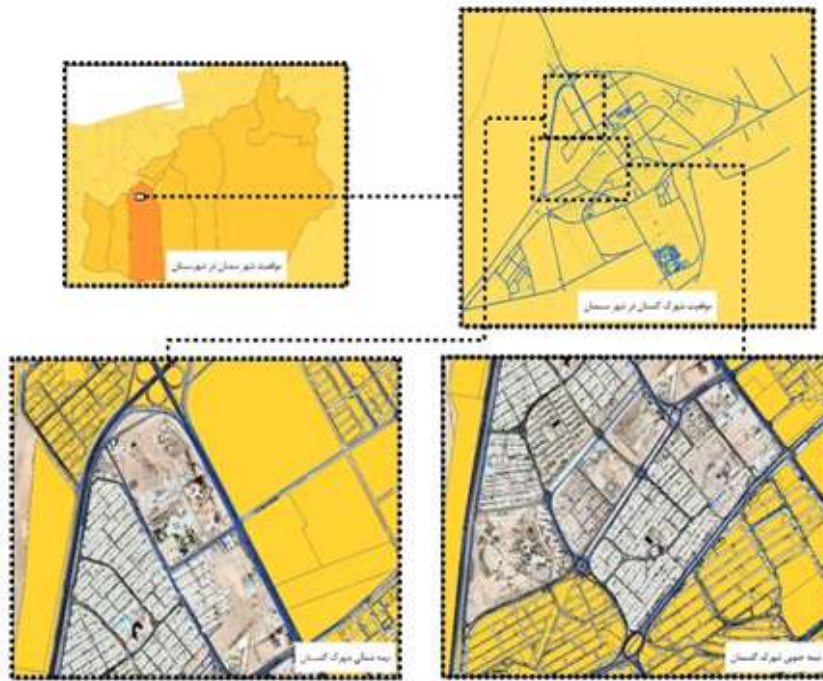 موقعیت شهر سمنان در شهرستان
موقعیت شهرک گلستان در شهر سمنان
نیمه شمالی شهرک گلستان
نیمه جنوبی شهرک گلستان